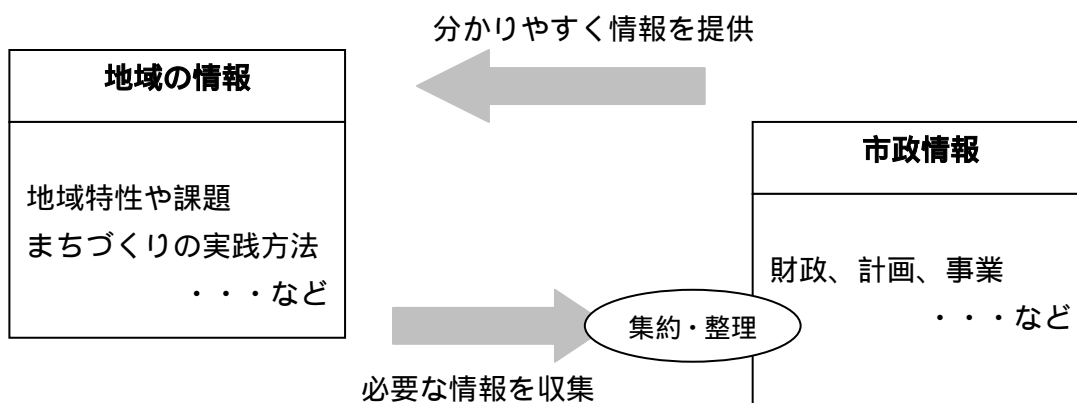 分かりやすく情報を提供
地域の情報
地域特性や課題
まちづくりの実践方法
・・・など
市政情報
財政、計画、事業
・・・など
集約・整理
必要な情報を収集